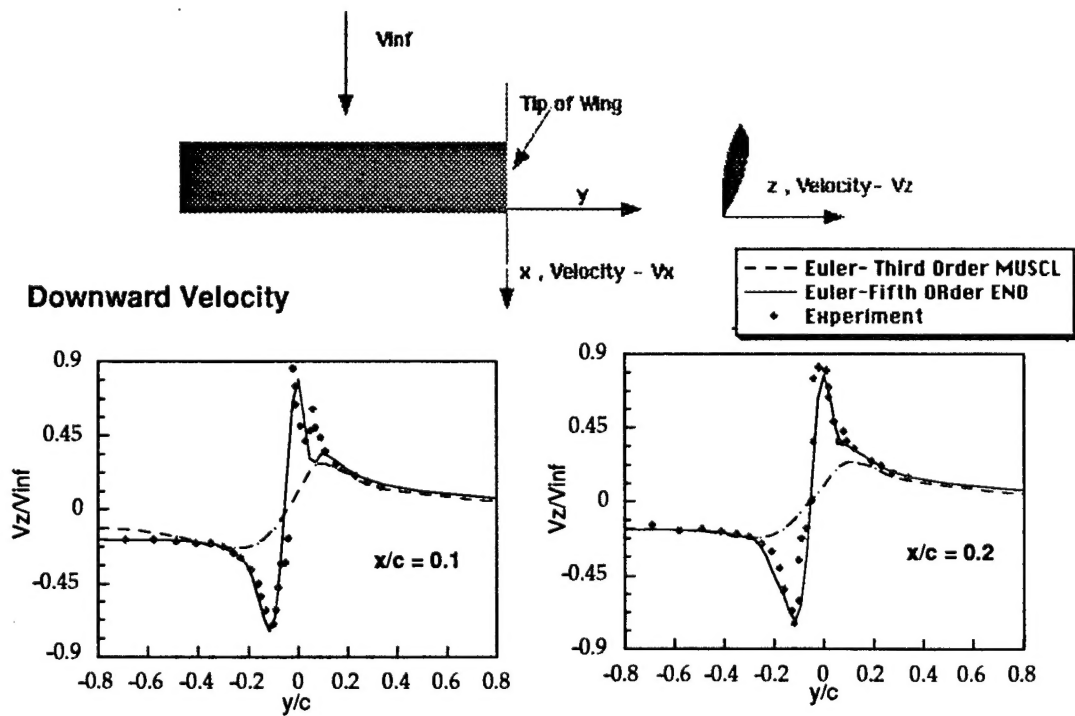 Vinf
Tip of Wing
y
z , Velocity- Vz
x , Velocity - Vx
Downward Velocity
Euler- Third Order MUSCL
Euler-Fifth ORder ENO
Experiment
0.9
0.45
0
-0.45
-0.9
Vz/Vinf
x/c = 0.1
-0.8 -0.6 -0.4 -0.2 0 0.2 0.4 0.6 0.8
y/c
0.9
0.45
0
-0.45
-0.9
Vz/Vinf
x/c = 0.2
-0.8 -0.6 -0.4 -0.2 0 0.2 0.4 0.6 0.8
y/c